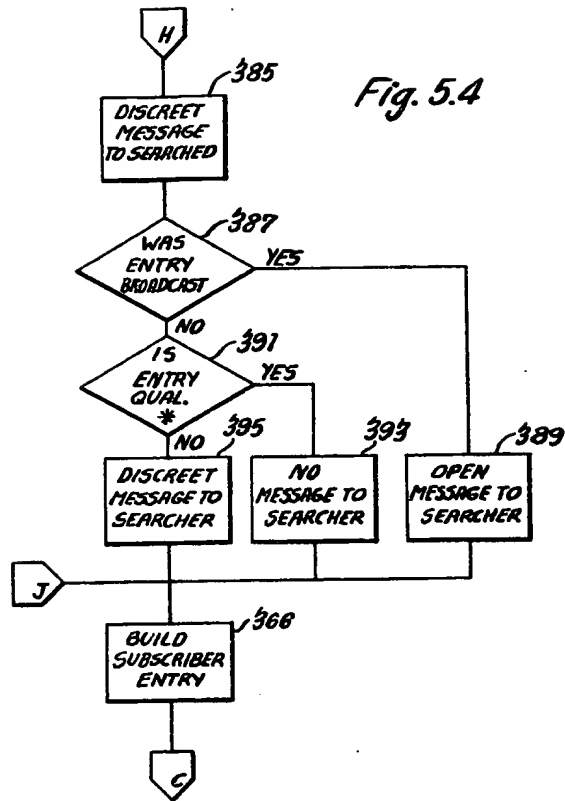 H
385
Fig. 5.4
DISCREET
MESSAGE
TO SEARCHED
387
WAS
ENTRY
BROADCAST
YES
NO
391
IS
ENTRY
QUAL.
*
YES
NO
395
393
389
DISCREET
MESSAGE TO
SEARCHER
NO
MESSAGE TO
SEARCHER
OPEN
MESSAGE TO
SEARCHER
J
366
BUILD
SUBSCRIBER
ENTRY
C